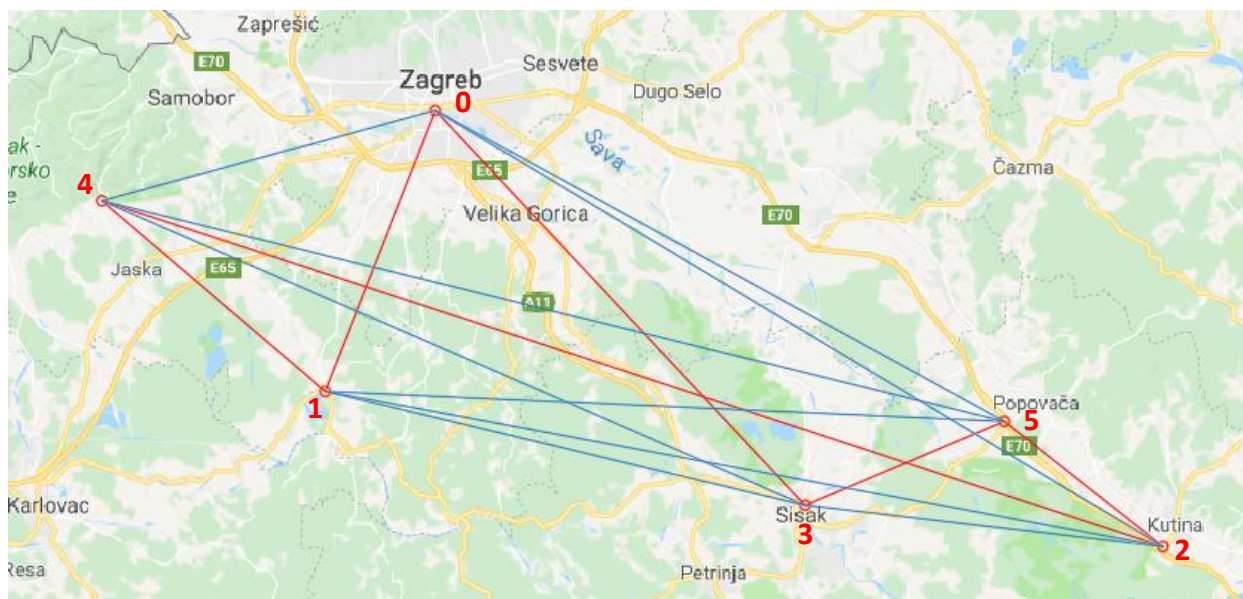 Zaprešić
E70
Sesvete
Zagreb
0
Samobor
Dugo Selo
Sava
ak -
orsko
e
E65
Čazma
4
Velika Gorica
E70
Jaska
E65
A11
1
Popovača
5
E70
Karlovac
Sisak
3
Kutina
2
Resa
Petrinja